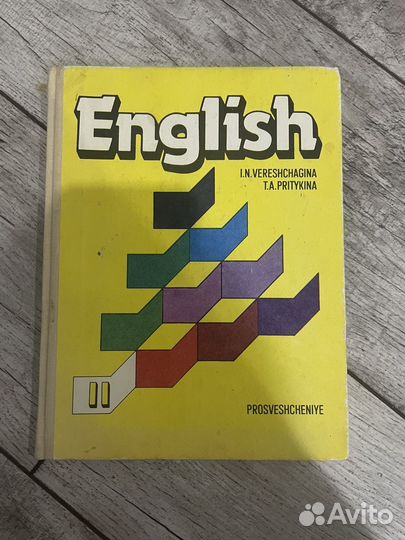 English
I.N.VERESHCHAGINA
T.A.PRITYKINA
II
PROSVESHCHENIYE
Avito